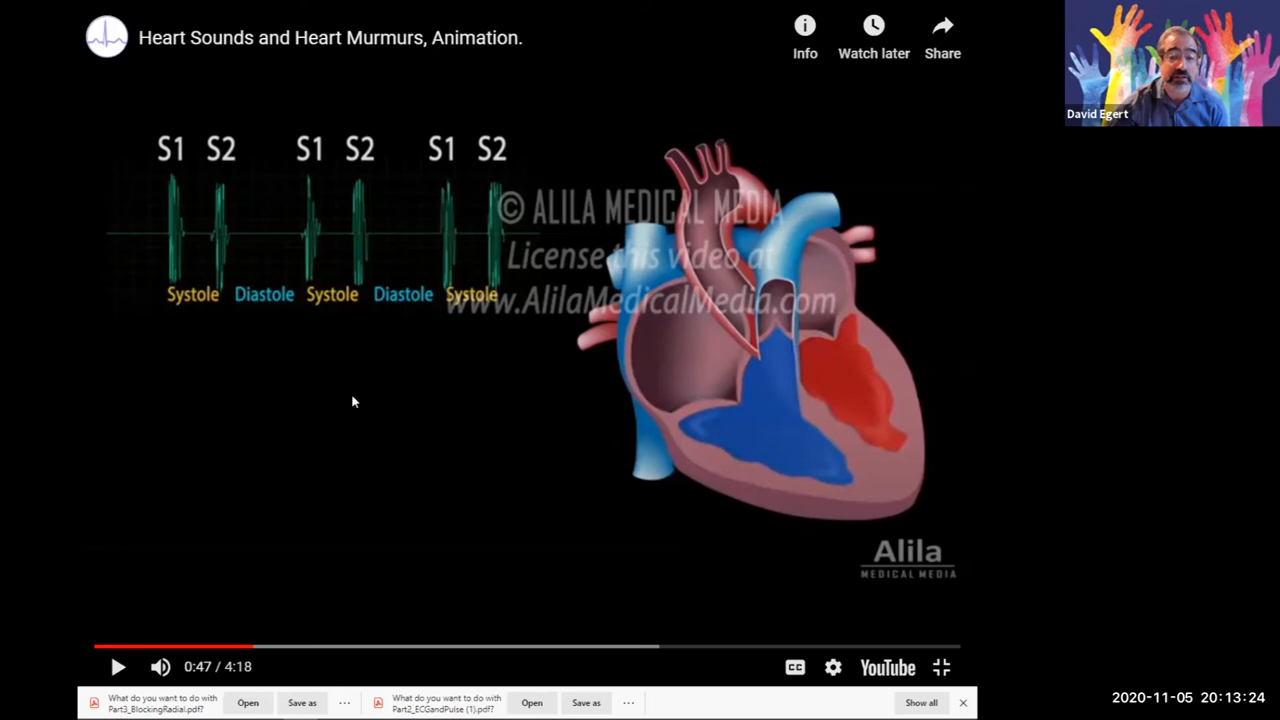 Heart Sounds and Heart Murmurs, Animation.
Info
Watch later
Share
David Egert
S1 S2 S1 S2 S1 S2
Systole Diastole Systole Diastole Systole
© ALILA MEDICAL MEDIA
License this video at
www.AlilaMedicalMedia.com
Alila
MEDICAL MEDIA
0:47 / 4:18
CC
YouTube
What do you want to do with
Part3_BlockingRadial.pdf?
Open
Save as
...
What do you want to do with
Part2_ECGandPulse (1).pdf?
Open
Save as
...
Show all
2020-11-05 20:13:24